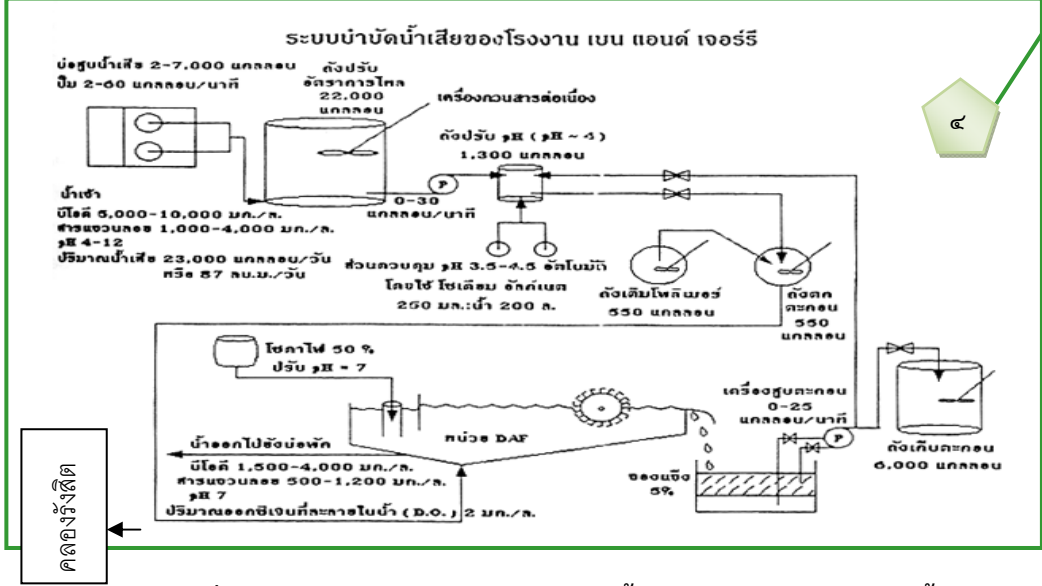 ระบบบำบัดน้ำเสียของโรงงาน เบน แอนด์ เจอร์รี
๔
บ่อสูบน้ำเสีย 2-7,000 แกลลอน
ปั๊ม 2-60 แกลลอน/นาที
ถังปรับ
อัตราการไหล
22,000
แกลลอน
เครื่องกวนสารต่อเนื่อง
ถังปรับ pH ( pH ~ 4 )
1,300 แกลลอน
P
0-30
แกลลอน/นาที
น้ำเข้า
บีโอดี 5,000-10,000 มก./ล.
สารแขวนลอย 1,000-4,000 มก./ล.
pH 4-12
ปริมาณน้ำเสีย 23,000 แกลลอน/วัน
หรือ 87 ลบ.ม./วัน
ส่วนควบคุม pH 3.5-4.5 อัตโนมัติ
โดยใช้ โซเดียม อัลค์เนต
250 มล.:น้ำ 200 ล.
ถังเติมโพลิเมอร์
550 แกลลอน
ถังตก
ตะกอน
550
แกลลอน
โซดาไฟ 50 %
ปรับ pH = 7
หน่วย DAF
เครื่องสูบตะกอน
0-25
แกลลอน/นาที
P
ถังเก็บตะกอน
6,000 แกลลอน
ของแข็ง
5%
น้ำออกไปยังบ่อพัก
บีโอดี 1,500-4,000 มก./ล.
สารแขวนลอย 500-1,200 มก./ล.
pH 7
ปริมาณออกซิเจนที่ละลายในน้ำ ( D.O. ) 2 มก./ล.
คลองรังสิต